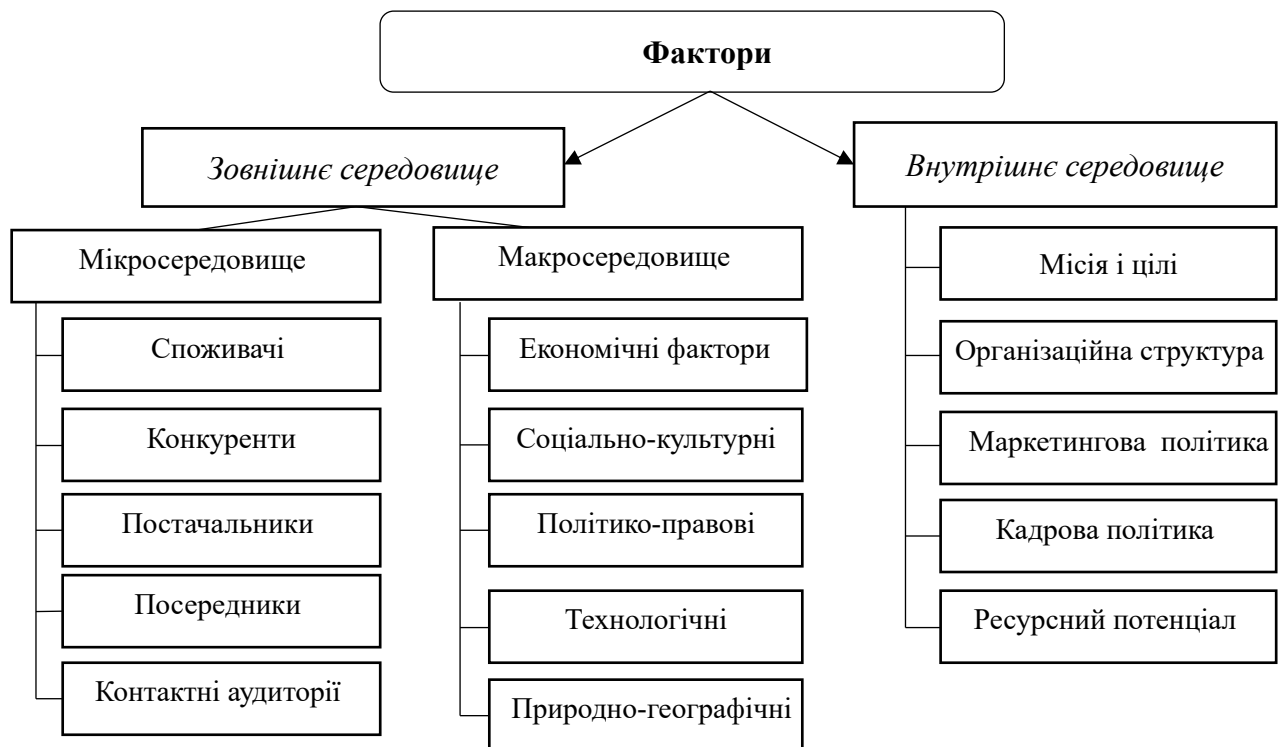 Фактори
Зовнішнє середовище
Внутрішнє середовище
Мікросередовище
Споживачі
Конкуренти
Постачальники
Посередники
Контактні аудиторії
Макросередовище
Економічні фактори
Соціально-культурні
Політико-правові
Технологічні
Природно-географічні
Місія і цілі
Організаційна структура
Маркетингова політика
Кадрова політика
Ресурсний потенціал